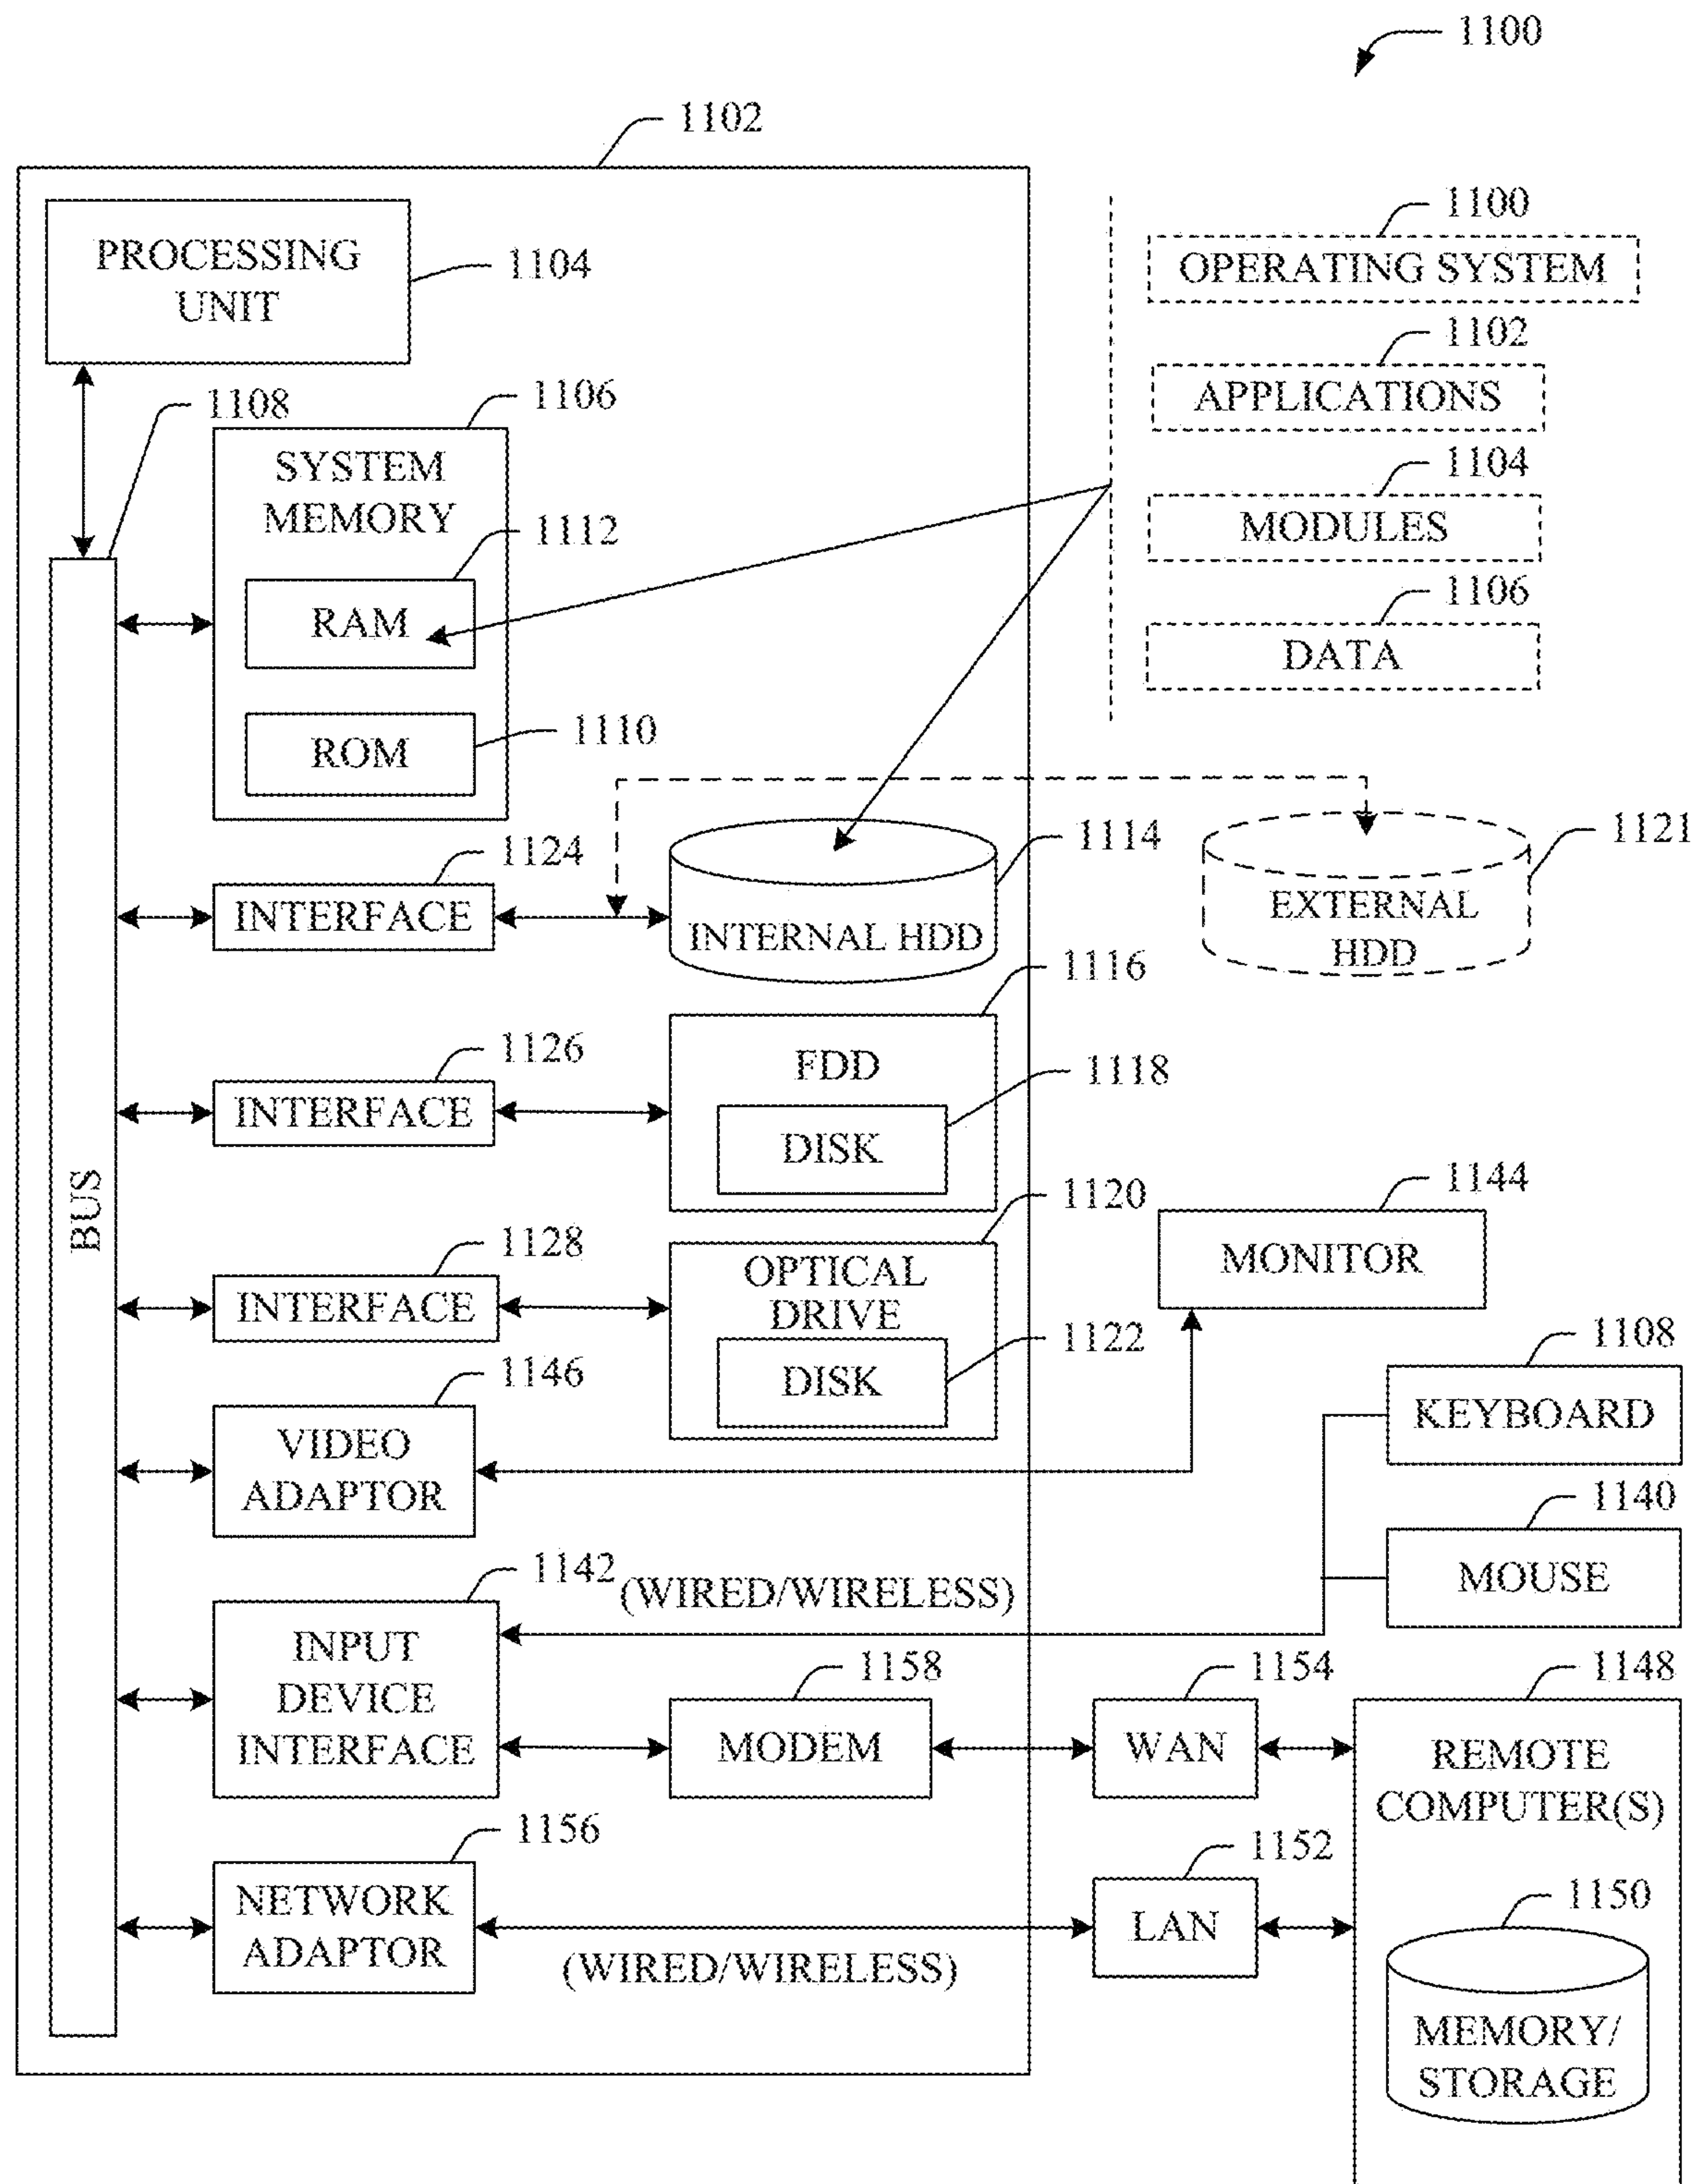 1100
1102
PROCESSING
UNIT
1104
1100
OPERATING SYSTEM
1102
APPLICATIONS
1104
MODULES
1106
DATA
1108
1106
SYSTEM
MEMORY
1112
RAM
1110
ROM
1124
INTERFACE
1114
INTERNAL HDD
1121
EXTERNAL
HDD
1126
INTERFACE
1116
FDD
1118
DISK
BUS
1128
INTERFACE
1120
OPTICAL
DRIVE
1122
DISK
1144
MONITOR
1146
VIDEO
ADAPTOR
1108
KEYBOARD
1140
MOUSE
1142
(WIRED/WIRELESS)
INPUT
DEVICE
INTERFACE
1158
MODEM
1154
WAN
1148
REMOTE
COMPUTER(S)
1156
NETWORK
ADAPTOR
(WIRED/WIRELESS)
1152
LAN
1150
MEMORY/
STORAGE